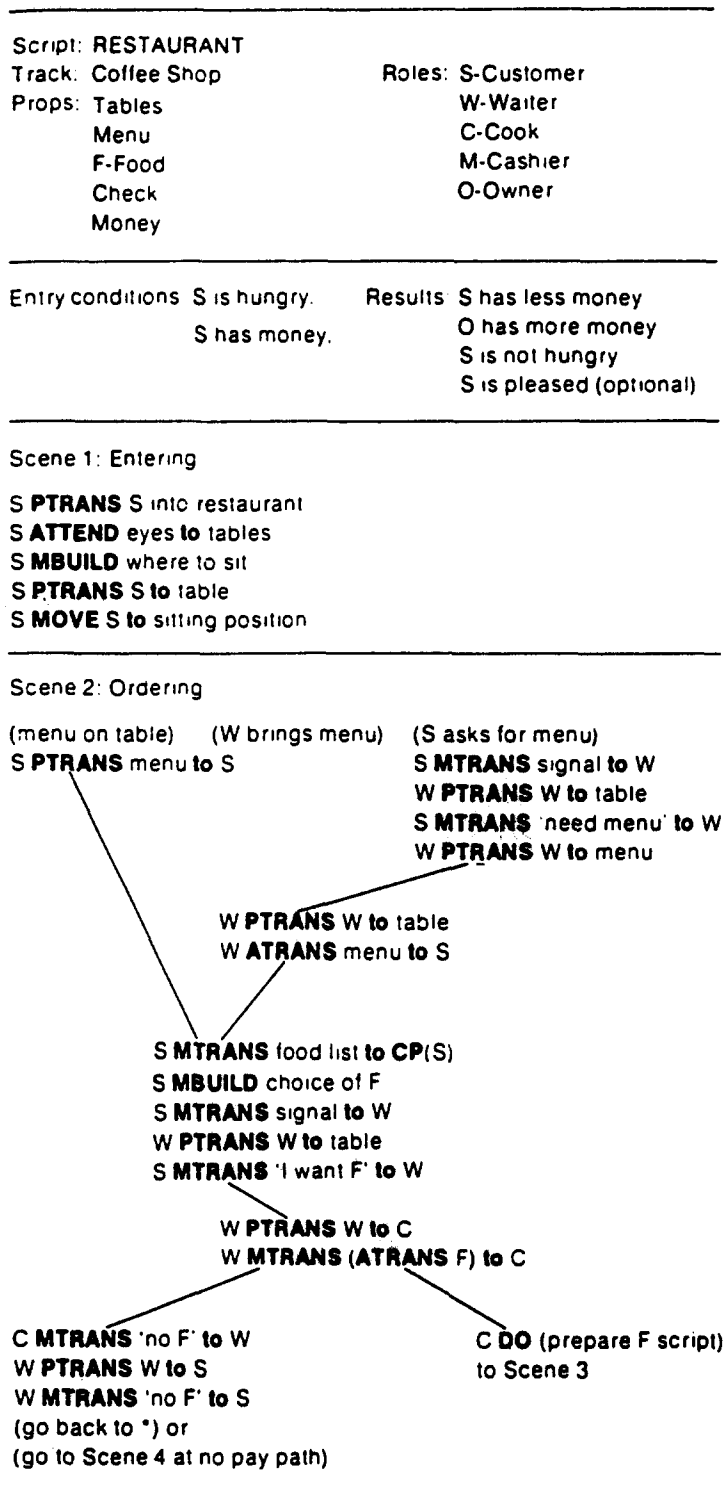 Script: RESTAURANT
Track: Coffee Shop
Props: Tables
Menu
F-Food
Check
Money
Roles: S-Customer
W-Waiter
C-Cook
M-Cashier
O-Owner
Entry conditions S is hungry.
S has money.
Results S has less money
O has more money
S is not hungry
S is pleased (optional)
Scene 1: Entering
S PTRANS S into restaurant
S ATTEND eyes to tables
S MBUILD where to sit
S PTRANS S to table
S MOVE S to sitting position
Scene 2: Ordering
(menu on table) (W brings menu) (S asks for menu)
S PTRANS menu to S
S MTRANS signal to W
W PTRANS W to table
S MTRANS 'need menu' to W
W PTRANS W to menu
W PTRANS W to table
W ATRANS menu to S
S MTRANS food list to CP(S)
S MBUILD choice of F
S MTRANS signal to W
W PTRANS W to table
S MTRANS 'I want F' to W
W PTRANS W to C
W MTRANS (ATRANS F) to C
C MTRANS 'no F' to W
W PTRANS W to S
W MTRANS 'no F' to S
(go back to *) or
(go to Scene 4 at no pay path)
C DO (prepare F script)
to Scene 3